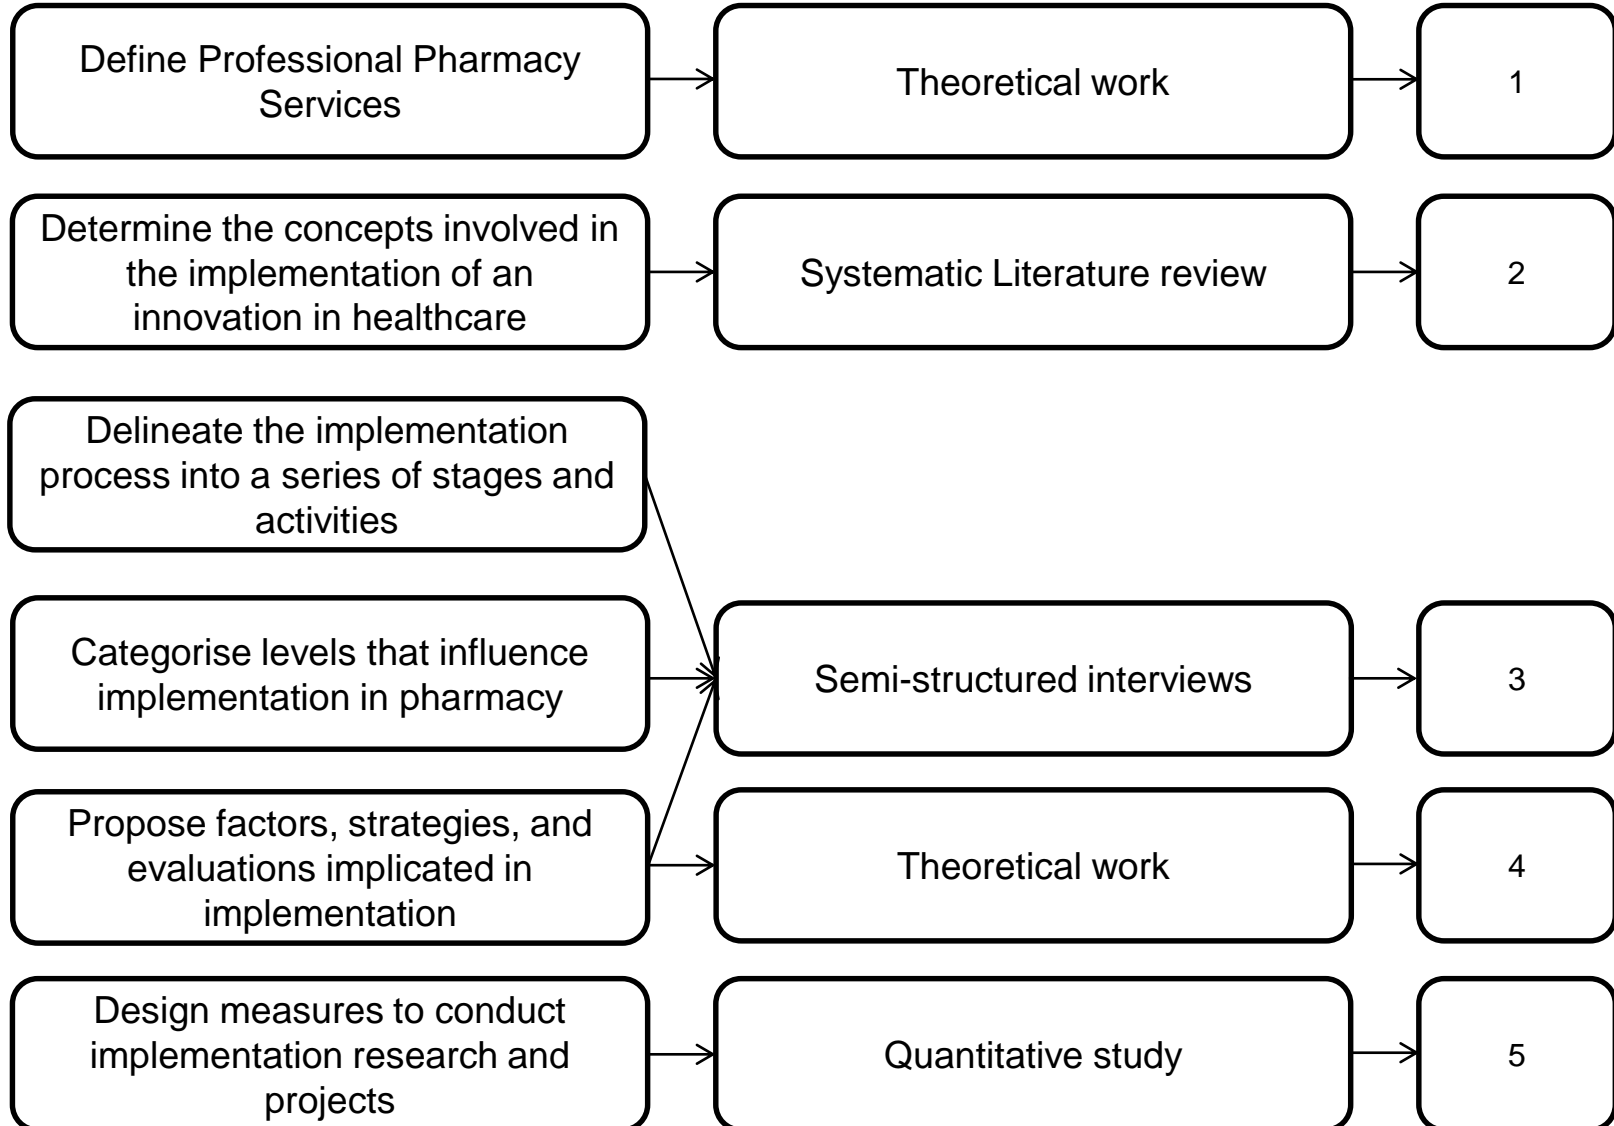 Define Professional Pharmacy
Services
Theoretical work
1
Determine the concepts involved in
the implementation of an
innovation in healthcare
Systematic Literature review
2
Delineate the implementation
process into a series of stages and
activities
Categorise levels that influence
implementation in pharmacy
Semi-structured interviews
3
Propose factors, strategies, and
evaluations implicated in
implementation
Theoretical work
4
Design measures to conduct
implementation research and
projects
Quantitative study
5